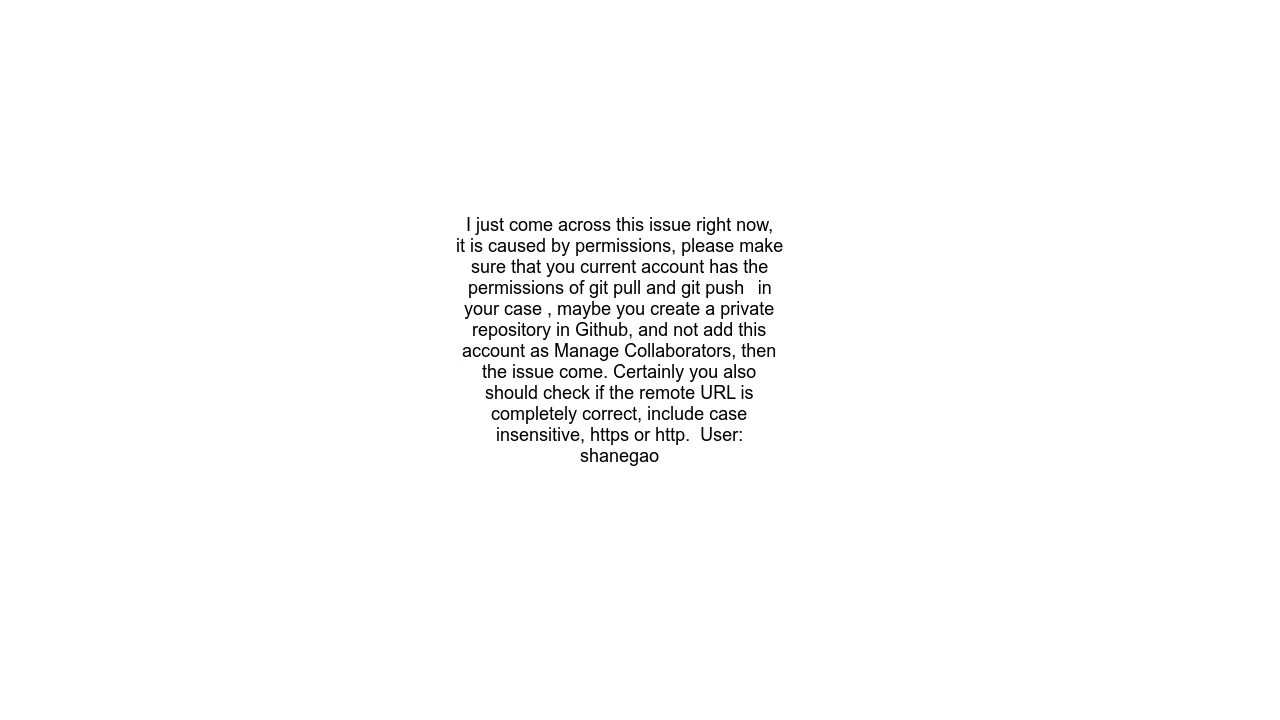 I just come across this issue right now,
it is caused by permissions, please make
sure that you current account has the
permissions of git pull and git push   in
your case , maybe you create a private
repository in Github, and not add this
account as Manage Collaborators, then
the issue come. Certainly you also
should check if the remote URL is
completely correct, include case
insensitive, https or http.  User:
shanegao